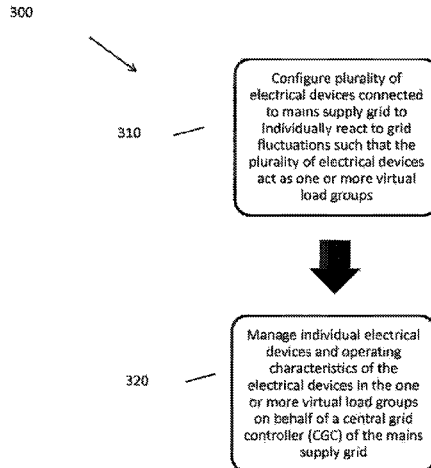 300
310
Configure plurality of
electrical devices connected
to mains supply grid to
individually react to grid
fluctuations such that the
plurality of electrical devices
act as one or more virtual
load groups
320
Manage individual electrical
devices and operating
characteristics of the
electrical devices in the one
or more virtual load groups
on behalf of a central grid
controller (CGC) of the mains
supply grid